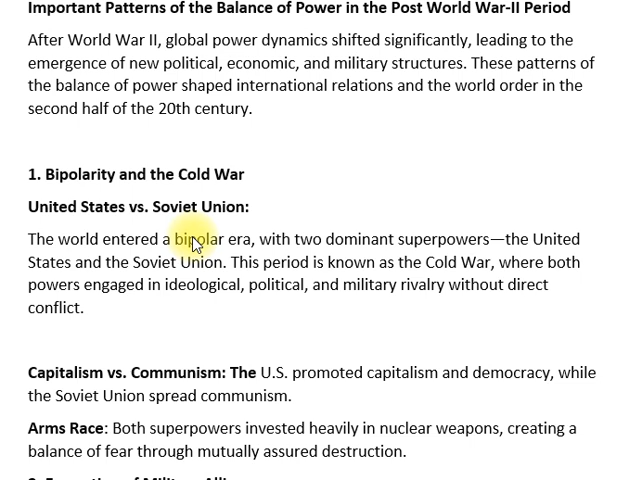 Important Patterns of the Balance of Power in the Post World War-II Period
After World War II, global power dynamics shifted significantly, leading to the
emergence of new political, economic, and military structures. These patterns of
the balance of power shaped international relations and the world order in the
second half of the 20th century.
1. Bipolarity and the Cold War
United States vs. Soviet Union:
The world entered a bipolar era, with two dominant superpowers—the United
States and the Soviet Union. This period is known as the Cold War, where both
powers engaged in ideological, political, and military rivalry without direct
conflict.
Capitalism vs. Communism: The U.S. promoted capitalism and democracy, while
the Soviet Union spread communism.
Arms Race: Both superpowers invested heavily in nuclear weapons, creating a
balance of fear through mutually assured destruction.